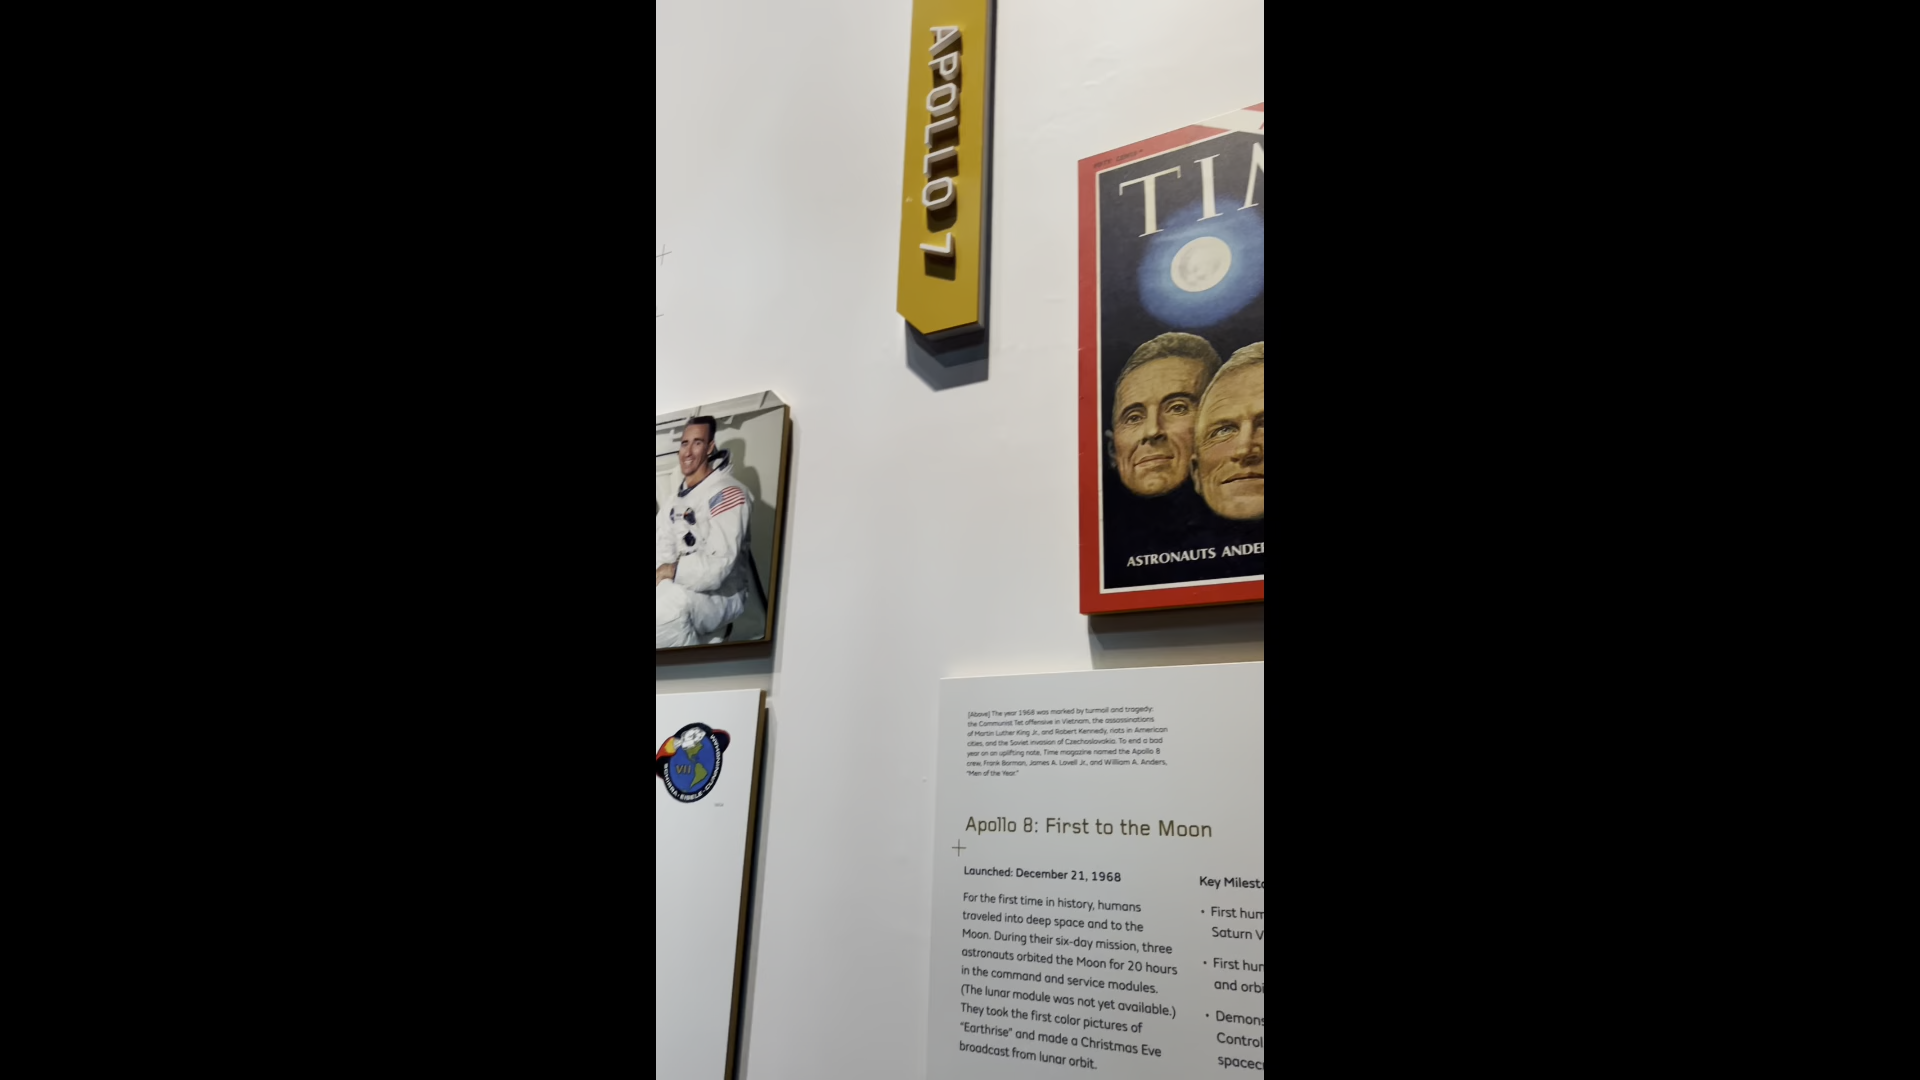 APOLLO 7
TIM
ASTRONAUTS ANDE
VII
SCHIRRA · EISELE · CUNNINGHAM
[Above] The year 1968 was marked by turmoil and tragedy:
the Communist Tet offensive in Vietnam, the assassinations
of Martin Luther King Jr., and Robert Kennedy, riots in American
cities, and the Soviet invasion of Czechoslovakia. To end a bad
year on an uplifting note, Time magazine named the Apollo 8
crew, Frank Borman, James A. Lovell Jr., and William A. Anders,
"Men of the Year."
Apollo 8: First to the Moon
Launched: December 21, 1968
For the first time in history, humans
traveled into deep space and to the
Moon. During their six-day mission, three
astronauts orbited the Moon for 20 hours
in the command and service modules.
(The lunar module was not yet available.)
They took the first color pictures of
"Earthrise" and made a Christmas Eve
broadcast from lunar orbit.
Key Milest
• First hum
Saturn V
• First hum
and orbi
• Demons
Control
spacec